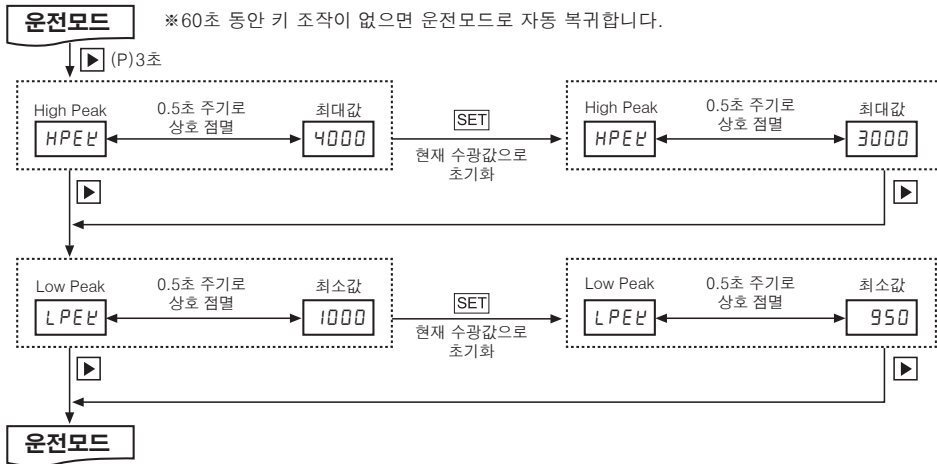 운전모드
※60초 동안 키 조작이 없으면 운전모드로 자동 복귀합니다.
▶ (P)3초
High Peak
0.5초 주기로
상호 점멸
최대값
HPEK
4000
SET
현재 수광값으로
초기화
High Peak
0.5초 주기로
상호 점멸
최대값
HPEK
3000
▶
▶
Low Peak
0.5초 주기로
상호 점멸
최소값
LPEK
1000
SET
현재 수광값으로
초기화
Low Peak
0.5초 주기로
상호 점멸
최소값
LPEK
950
▶
▶
운전모드